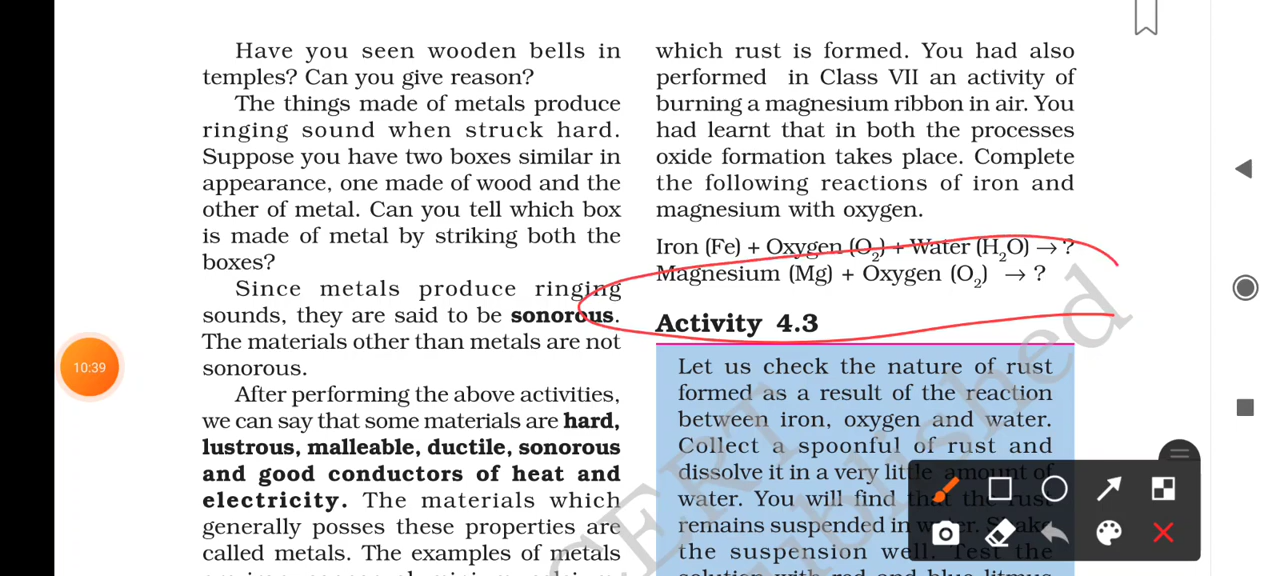 Have you seen wooden bells in
temples? Can you give reason?
The things made of metals produce
ringing sound when struck hard.
Suppose you have two boxes similar in
appearance, one made of wood and the
other of metal. Can you tell which box
is made of metal by striking both the
boxes?
Since metals produce ringing
sounds, they are said to be sonorous.
The materials other than metals are not
sonorous.
After performing the above activities,
we can say that some materials are hard,
lustrous, malleable, ductile, sonorous
and good conductors of heat and
electricity. The materials which
generally posses these properties are
called metals. The examples of metals
which rust is formed. You had also
performed in Class VII an activity of
burning a magnesium ribbon in air. You
had learnt that in both the processes
oxide formation takes place. Complete
the following reactions of iron and
magnesium with oxygen.
Iron (Fe) + Oxygen (O₂) + Water (H₂O) → ?
Magnesium (Mg) + Oxygen (O₂) → ?
Activity 4.3
Let us check the nature of rust
formed as a result of the reaction
between iron, oxygen and water.
Collect a spoonful of rust and
dissolve it in a very little amount of
water. You will find that the rust
remains suspended in water. Shake
the suspension well. Test the
10:39